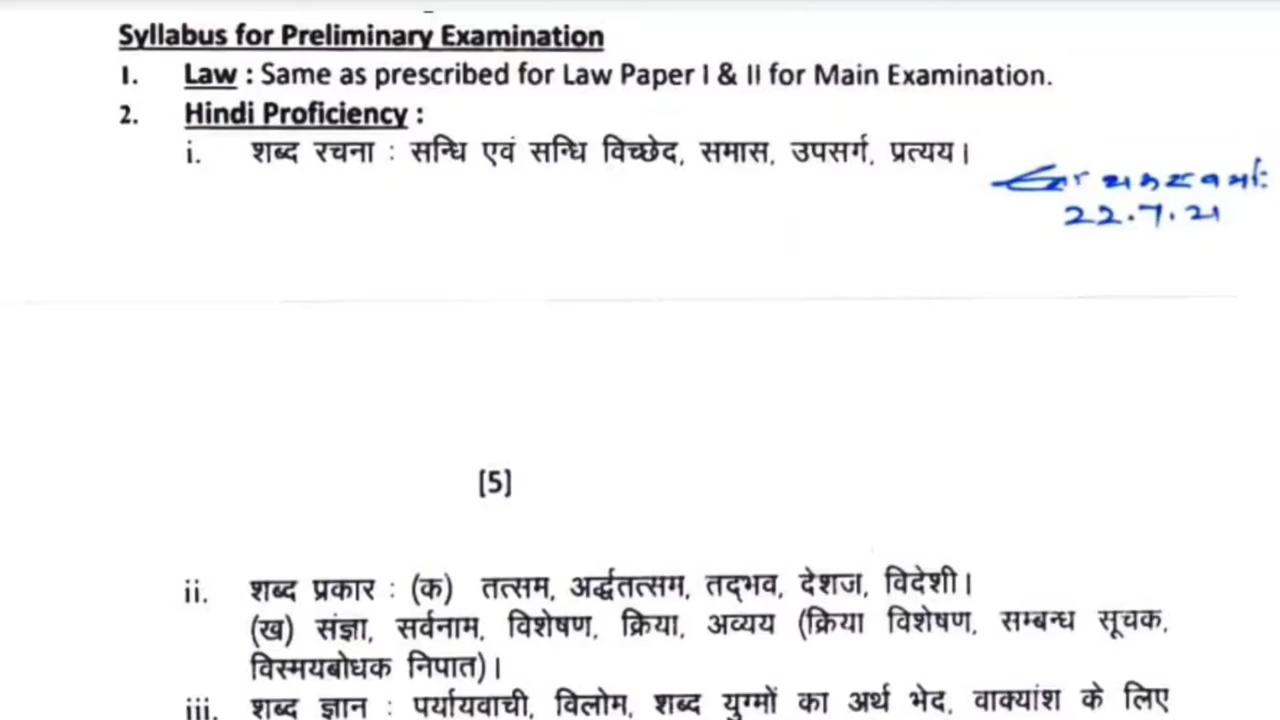 Syllabus for Preliminary Examination
1. Law : Same as prescribed for Law Paper I & II for Main Examination.
2. Hindi Proficiency :
i. शब्द रचना : सन्धि एवं सन्धि विच्छेद, समास, उपसर्ग, प्रत्यय।
22.7.21
[5]
ii. शब्द प्रकार : (क) तत्सम, अर्द्धतत्सम, तद्भव, देशज, विदेशी।
(ख) संज्ञा, सर्वनाम, विशेषण, क्रिया, अव्यय (क्रिया विशेषण, सम्बन्ध सूचक,
विस्मयबोधक निपात)।
iii. शब्द ज्ञान : पर्यायवाची, विलोम, शब्द युग्मों का अर्थ भेद, वाक्यांश के लिए